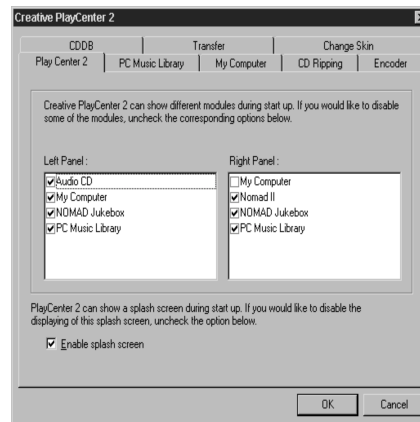 Creative PlayCenter 2
CDDB Transfer Change Skin
Play Center 2 PC Music Library My Computer CD Ripping Encoder
Creative PlayCenter 2 can show different modules during start up. If you would like to disable
some of the modules, uncheck the corresponding options below.
Left Panel : Right Panel :
Audio CD My Computer
My Computer Nomad II
NOMAD Jukebox NOMAD Jukebox
PC Music Library PC Music Library
PlayCenter 2 can show a splash screen during start up. If you would like to disable the
displaying of this splash screen, uncheck the option below.
Enable splash screen
OK Cancel